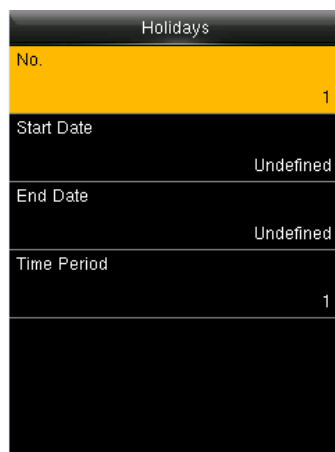 Holidays
No.
1
Start Date
Undefined
End Date
Undefined
Time Period
1